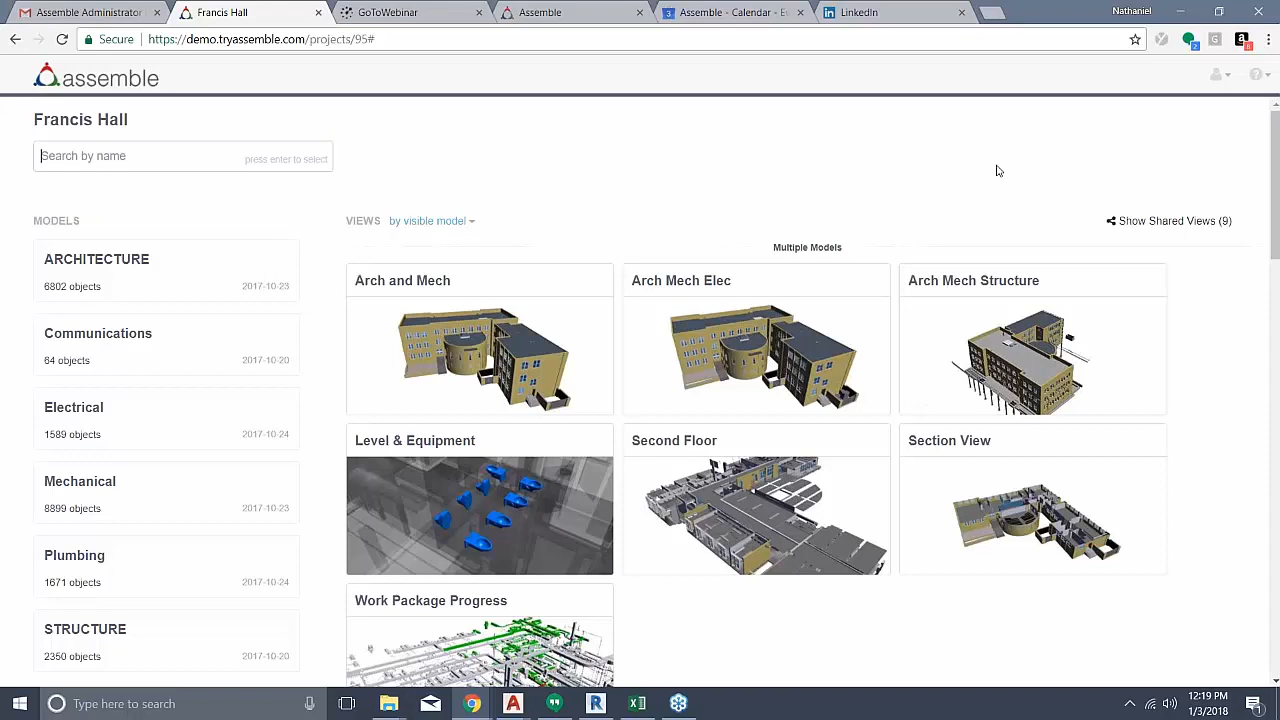 Assemble Administrator
Francis Hall
GoToWebinar
Assemble
Assemble - Calendar - Ev
LinkedIn
Nathaniel
Secure
https://demo.tryassemble.com/projects/95#
assemble
Francis Hall
Search by name
press enter to select
MODELS
VIEWS by visible model
Show Shared Views (9)
Multiple Models
ARCHITECTURE
6802 objects 2017-10-23
Communications
64 objects 2017-10-20
Electrical
1589 objects 2017-10-24
Mechanical
8899 objects 2017-10-23
Plumbing
1671 objects 2017-10-24
STRUCTURE
2350 objects 2017-10-20
Arch and Mech
Arch Mech Elec
Arch Mech Structure
Level & Equipment
Second Floor
Section View
Work Package Progress
Type here to search
12:19 PM
1/3/2018